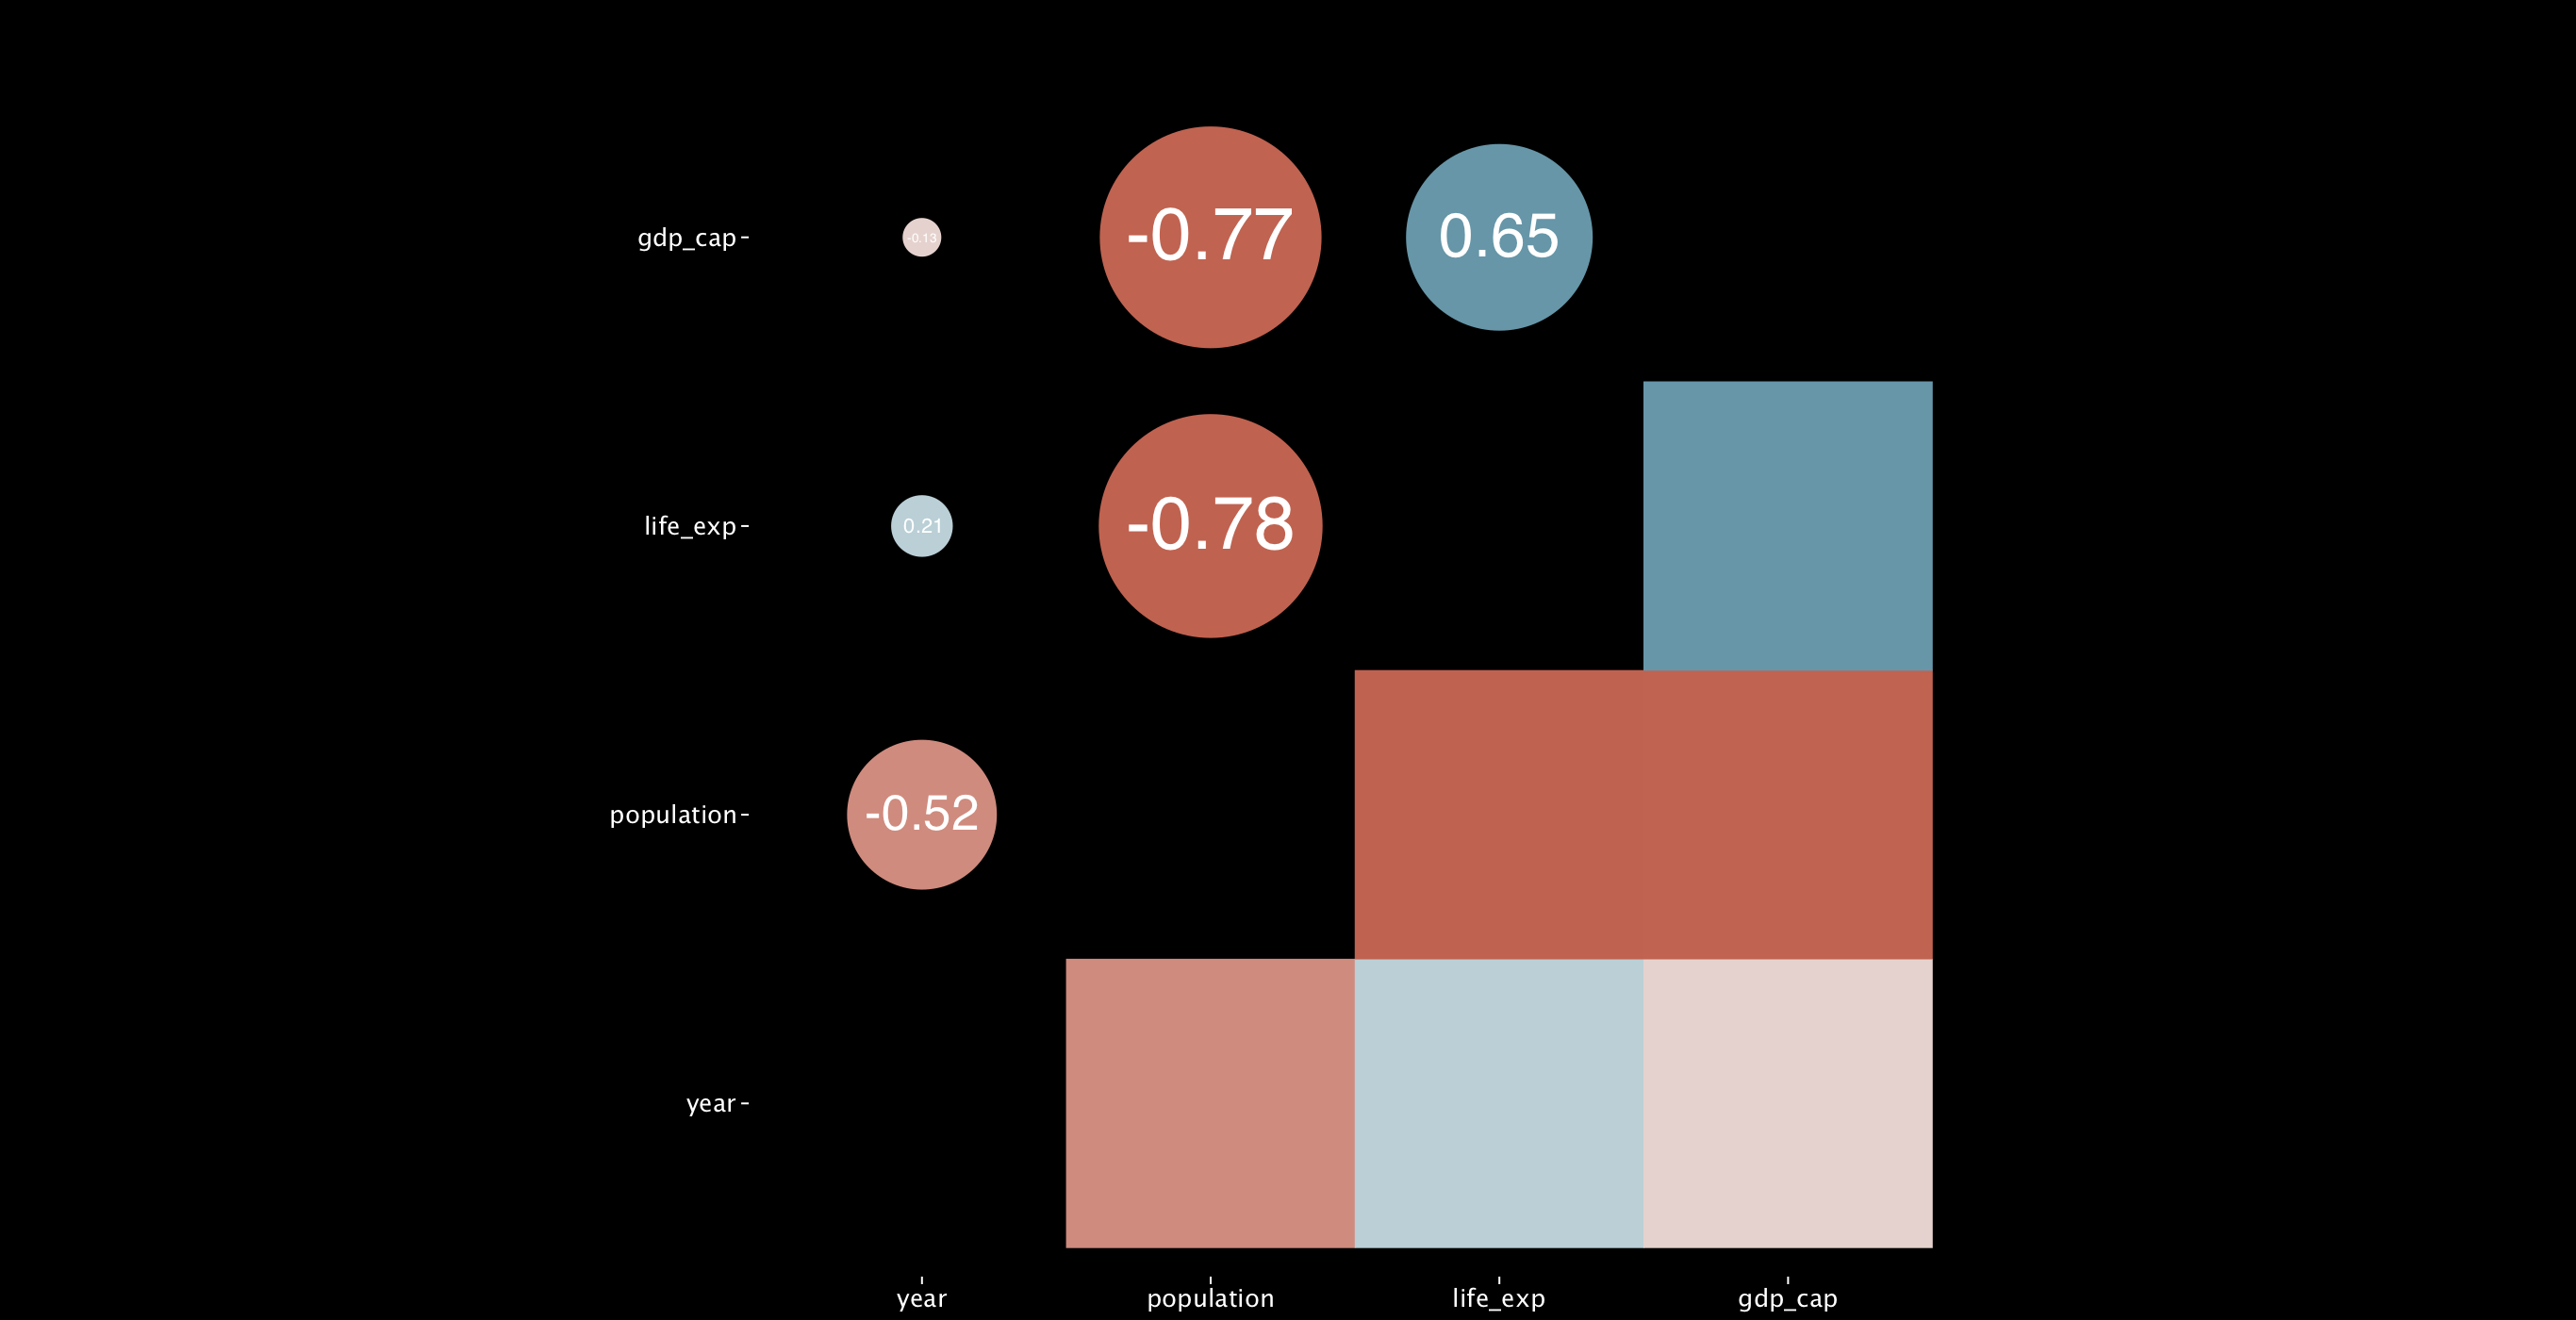 gdp_cap -0.13 -0.77 0.65
life_exp 0.21 -0.78
population -0.52
year
year population life_exp gdp_cap